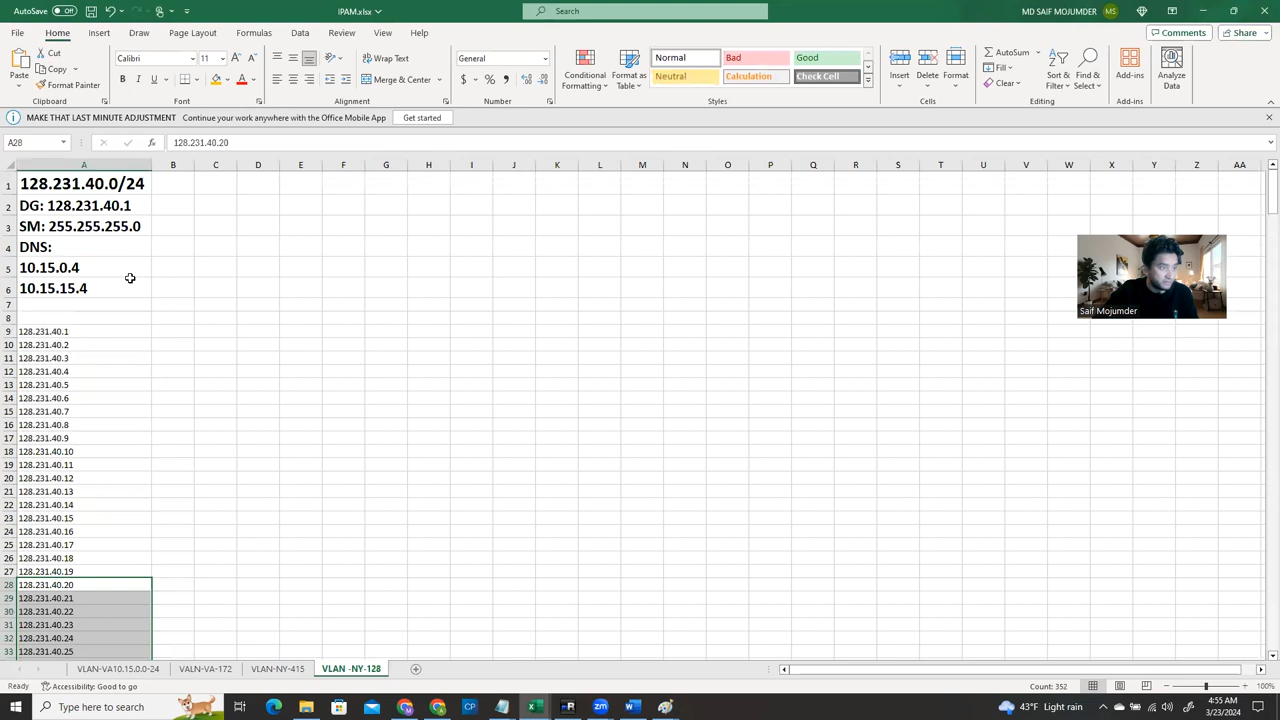 AutoSave Off IPAM.xlsx Search MD SAIF MOJUMDER MS
File Home Insert Draw Page Layout Formulas Data Review View Help Comments Share
Paste Cut Copy Format Painter Calibri 11 Wrap Text Merge & Center General Conditional Formatting Format as Table Normal Bad Good Neutral Calculation Check Cell Insert Delete Format AutoSum Fill Clear Sort & Filter Find & Select Add-ins Analyze Data
Clipboard Font Alignment Number Styles Cells Editing Add-ins
MAKE THAT LAST MINUTE ADJUSTMENT Continue your work anywhere with the Office Mobile App Get started
A28 fx 128.231.40.20
A B C D E F G H I J K L M N O P Q R S T U V W X Y Z AA
1 128.231.40.0/24
2 DG: 128.231.40.1
3 SM: 255.255.255.0
4 DNS:
5 10.15.0.4
6 10.15.15.4
7
8
9 128.231.40.1
10 128.231.40.2
11 128.231.40.3
12 128.231.40.4
13 128.231.40.5
14 128.231.40.6
15 128.231.40.7
16 128.231.40.8
17 128.231.40.9
18 128.231.40.10
19 128.231.40.11
20 128.231.40.12
21 128.231.40.13
22 128.231.40.14
23 128.231.40.15
24 128.231.40.16
25 128.231.40.17
26 128.231.40.18
27 128.231.40.19
28 128.231.40.20
29 128.231.40.21
30 128.231.40.22
31 128.231.40.23
32 128.231.40.24
33 128.231.40.25
Saif Mojumder
VLAN-VA10.15.0.0-24 VALN-VA-172 VLAN-NY-415 VLAN -NY-128
Ready Accessibility: Good to go Count: 352 100%
Type here to search 43°F Light rain 4:55 AM
3/23/2024